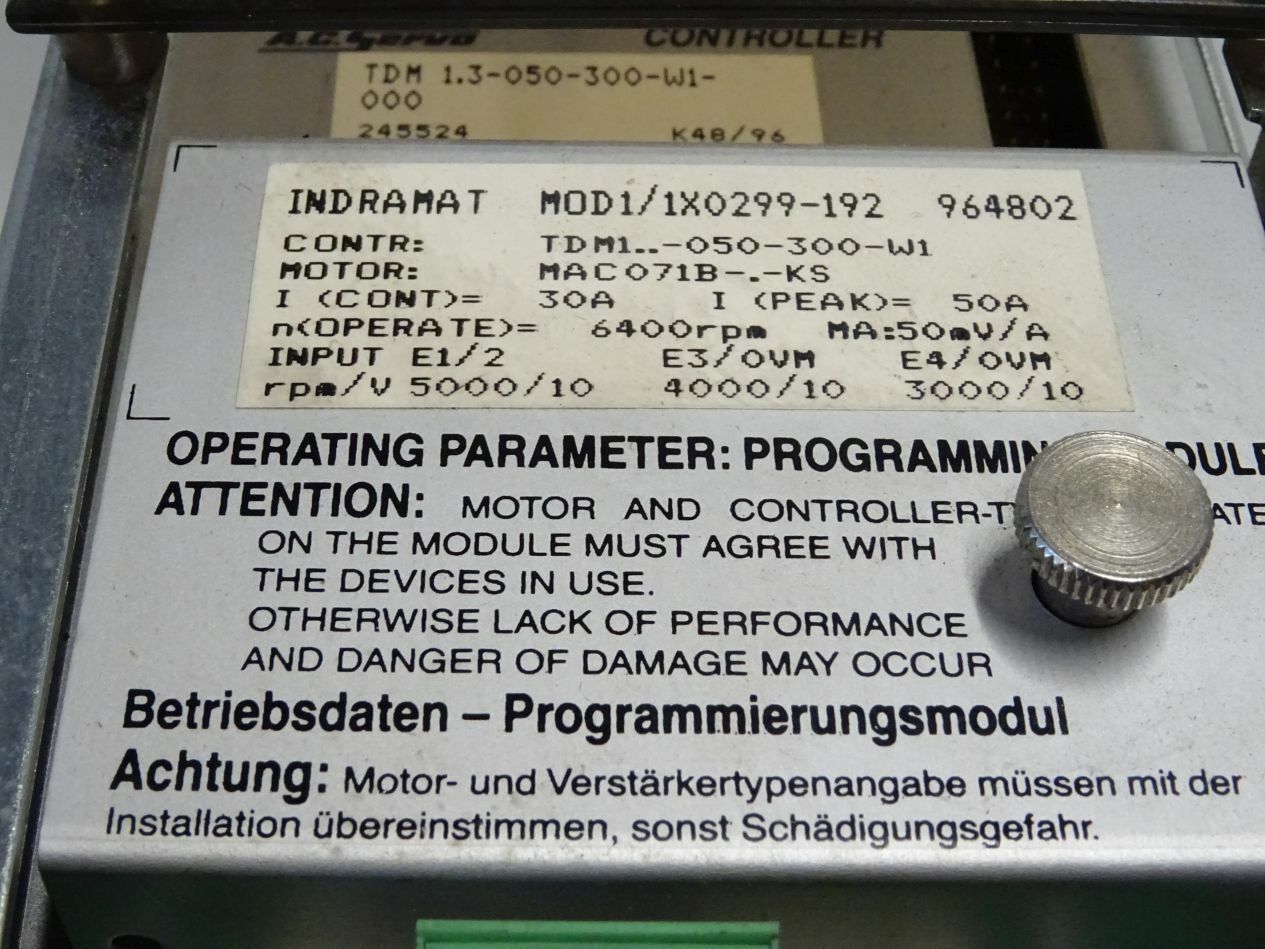 A.C. Servo CONTROLLER
TDM 1.3-050-300-W1-
000
245524 K48/96
INDRAMAT MOD1/1X0299-192 964802
CONTR: TDM1..-050-300-W1
MOTOR: MAC071B-.-KS
I (CONT)= 30A I (PEAK)= 50A
n(OPERATE)= 6400rpm MA:50mV/A
INPUT E1/2 E3/0VM E4/0VM
rpm/V 5000/10 4000/10 3000/10
OPERATING PARAMETER:
ATTENTION: MOTOR AND
ON THE MODULE MUST AGREE WITH
THE DEVICES IN USE.
OTHERWISE LACK OF PERFORMANCE
AND DANGER OF DAMAGE MAY OCCUR
Betriebsdaten – Programmierungsmodul
Achtung: Motor- und Verstärkertypenangabe müssen mit der
Installation übereinstimmen, sonst Schädigungsgefahr.